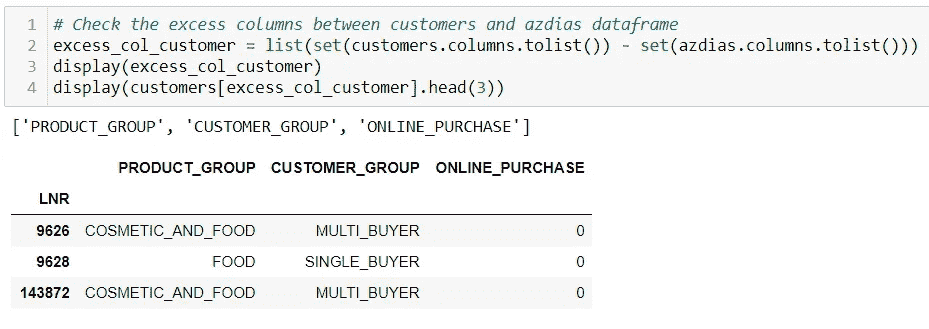 1 # Check the excess columns between customers and azdias dataframe
2 excess_col_customer = list(set(customers.columns.tolist()) - set(azdias.columns.tolist()))
3 display(excess_col_customer)
4 display(customers[excess_col_customer].head(3))
['PRODUCT_GROUP', 'CUSTOMER_GROUP', 'ONLINE_PURCHASE']
PRODUCT_GROUP CUSTOMER_GROUP ONLINE_PURCHASE
LNR
9626 COSMETIC_AND_FOOD MULTI_BUYER 0
9628 FOOD SINGLE_BUYER 0
143872 COSMETIC_AND_FOOD MULTI_BUYER 0